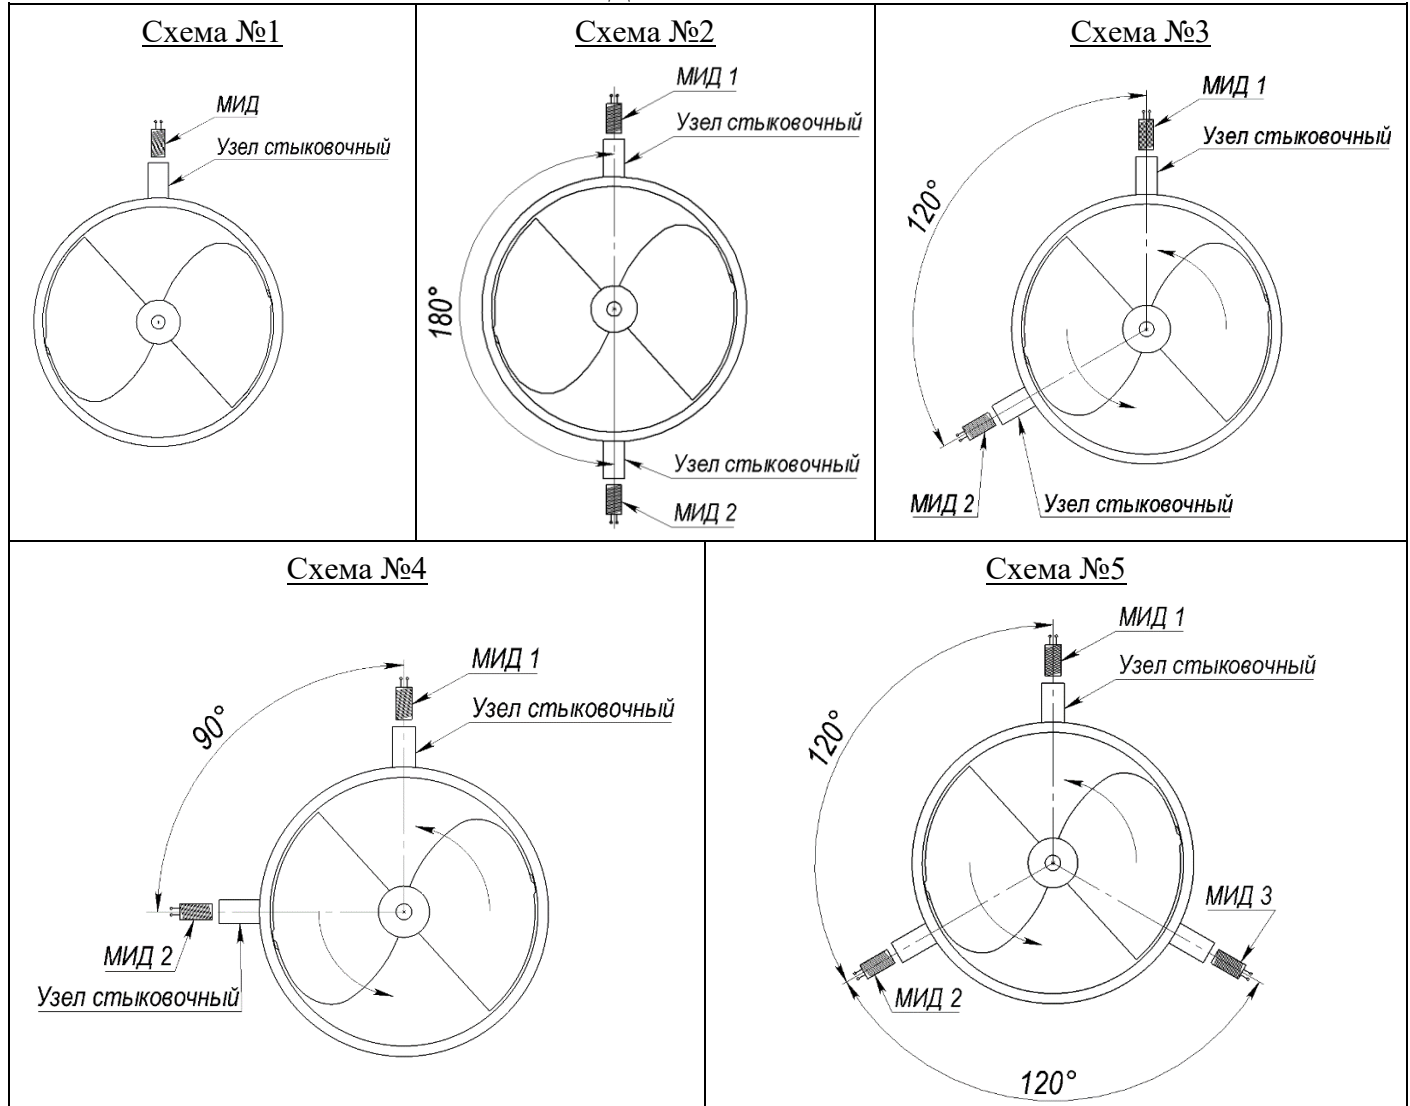 Схема №1
МИД
Узел стыковочный
Схема №2
МИД 1
Узел стыковочный
180°
Узел стыковочный
МИД 2
Схема №3
МИД 1
Узел стыковочный
120°
МИД 2
Узел стыковочный
Схема №4
МИД 1
Узел стыковочный
90°
МИД 2
Узел стыковочный
Схема №5
МИД 1
Узел стыковочный
120°
МИД 3
МИД 2
120°